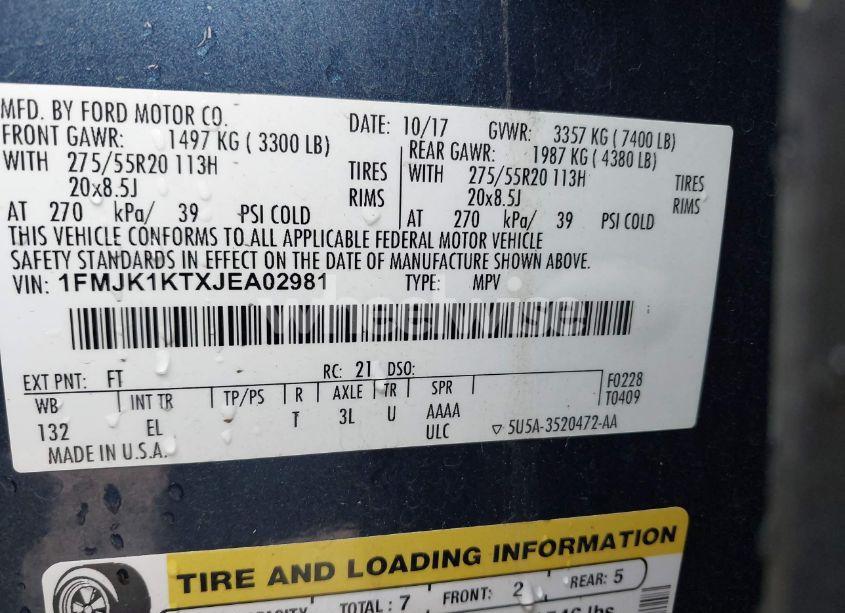 MFD. BY FORD MOTOR CO.
DATE: 10/17 GVWR: 3357 KG ( 7400 LB)
FRONT GAWR: 1497 KG ( 3300 LB)
REAR GAWR: 1987 KG ( 4380 LB)
WITH 275/55R20 113H TIRES
WITH 275/55R20 113H TIRES
20x8.5J RIMS
20x8.5J RIMS
AT 270 kPa/ 39 PSI COLD
AT 270 kPa/ 39 PSI COLD
THIS VEHICLE CONFORMS TO ALL APPLICABLE FEDERAL MOTOR VEHICLE
SAFETY STANDARDS IN EFFECT ON THE DATE OF MANUFACTURE SHOWN ABOVE.
VIN: 1FMJK1KTXJEA02981 TYPE: MPV
wheelwise
EXT PNT: FT RC: 21 DSO:
WB INT TR TP/PS R AXLE TR SPR
F0228
T0409
132 EL T 3L U AAAA
ULC
5U5A-3520472-AA
MADE IN U.S.A.
TIRE AND LOADING INFORMATION
TOTAL : 7 FRONT: 2 REAR: 5
lbs